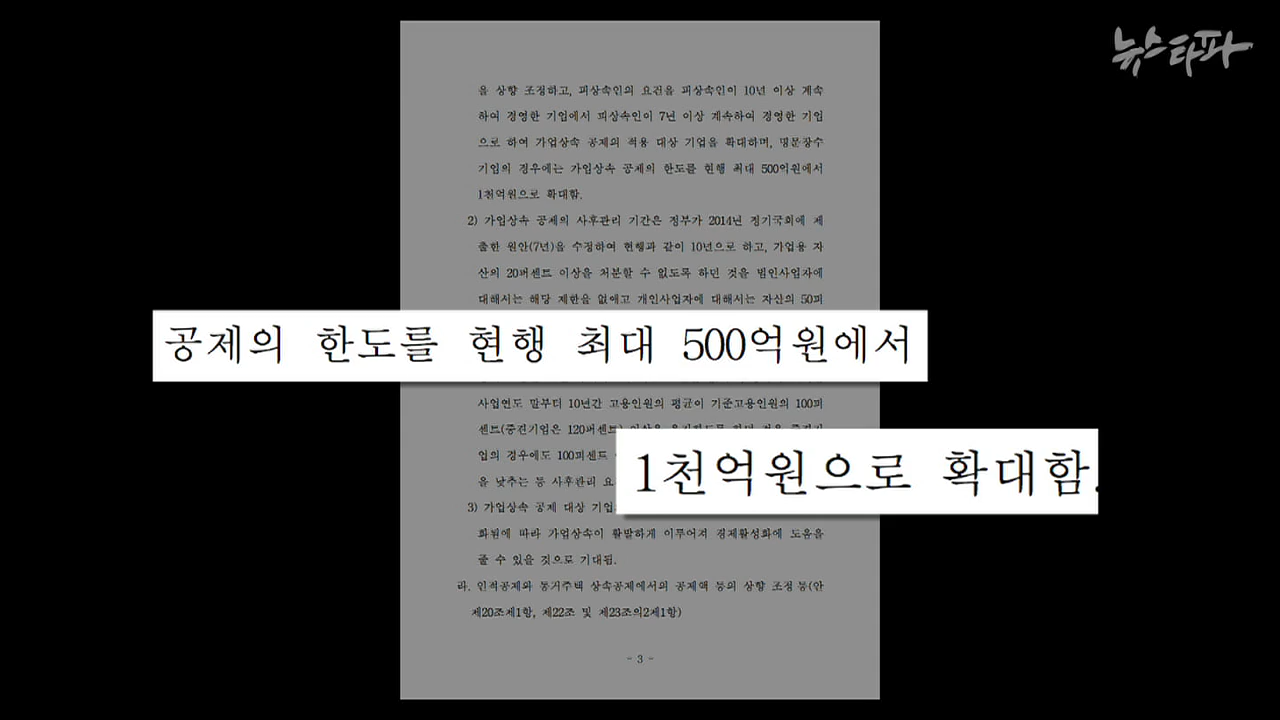 뉴스타파
을 상향 조정하고, 피상속인의 요건을 피상속인이 10년 이상 계속
하여 경영한 기업에서 피상속인이 7년 이상 계속하여 경영한 기업
으로 하여 가업상속 공제의 적용 대상 기업을 확대하며, 명문장수
기업의 경우에는 가업상속 공제의 한도를 현행 최대 500억원에서
1천억원으로 확대함.
2) 가업상속 공제의 사후관리 기간은 정부가 2014년 정기국회에 제
출한 원안(7년)을 수정하여 현행과 같이 10년으로 하고, 가업용 자
산의 20퍼센트 이상을 처분할 수 없도록 하던 것을 법인사업자에
대해서는 해당 제한을 없애고 개인사업자에 대해서는 자산의 50퍼
공제의 한도를 현행 최대 500억원에서
사업연도 말부터 10년간 고용인원의 평균이 기준고용인원의 100퍼
센트(중견기업은 120퍼센트)
업의 경우에도 100퍼센트
1천억원으로 확대함.
을 낮추는 등 사후관리 요
3) 가업상속 공제 대상 기업
화됨에 따라 가업상속이 활발하게 이루어져 경제활성화에 도움을
줄 수 있을 것으로 기대됨.
라. 인적공제와 동거주택 상속공제에서의 공제액 등의 상향 조정 등(안
제20조제1항, 제22조 및 제23조의2제1항)
- 3 -